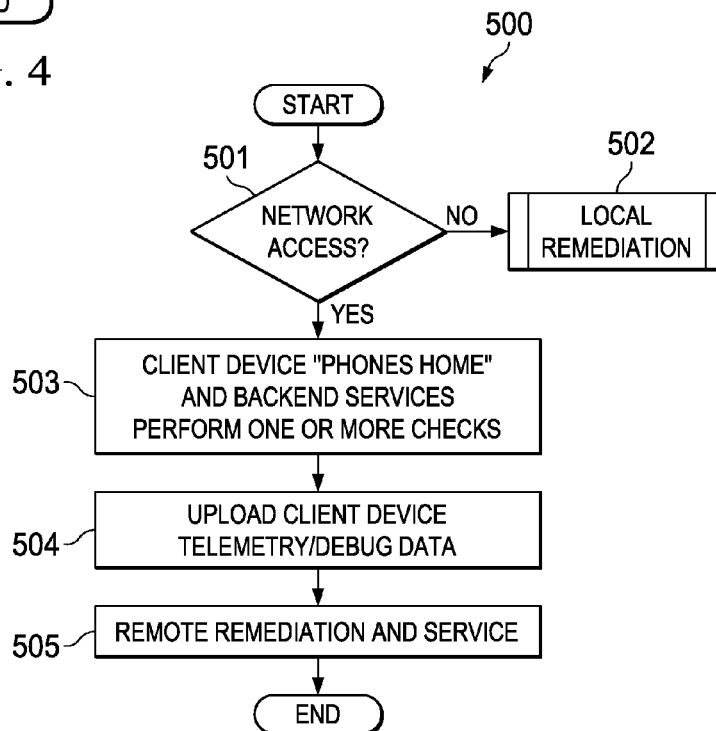 . 4
500
START
501
502
NETWORK
ACCESS?
NO
LOCAL
REMEDIATION
YES
503
CLIENT DEVICE "PHONES HOME"
AND BACKEND SERVICES
PERFORM ONE OR MORE CHECKS
504
UPLOAD CLIENT DEVICE
TELEMETRY/DEBUG DATA
505
REMOTE REMEDIATION AND SERVICE
END